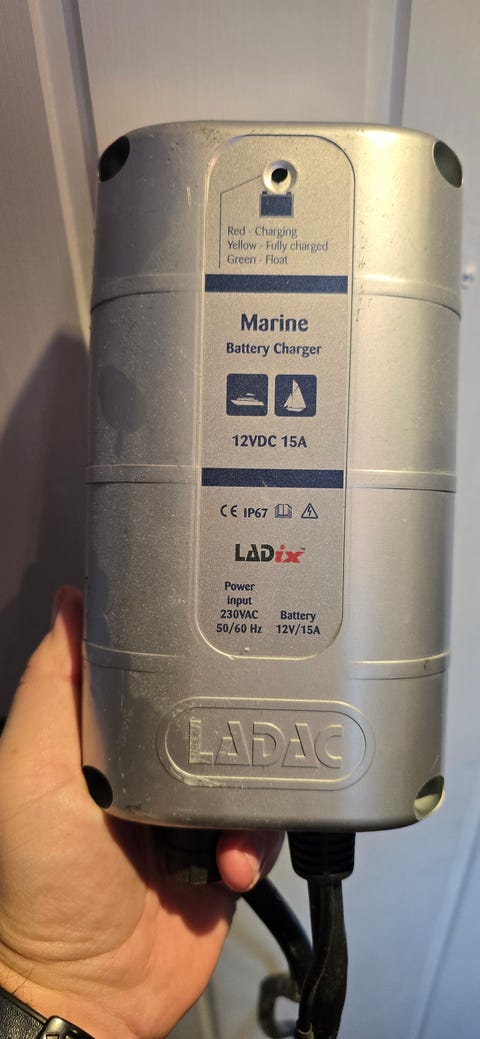 Red - Charging
Yellow - Fully charged
Green - Float
Marine
Battery Charger
12VDC 15A
CE IP67
LADix™
Power
input
230VAC
50/60 Hz
Battery
12V/15A
LADAC